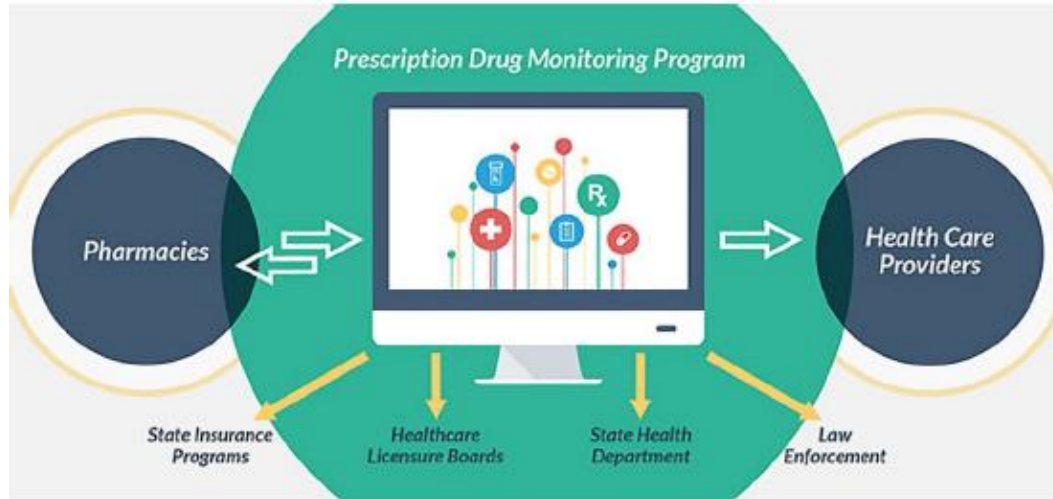 Prescription Drug Monitoring Program
Pharmacies
Rx
Health Care
Providers
State Insurance
Programs
Healthcare
Licensure Boards
State Health
Department
Law
Enforcement